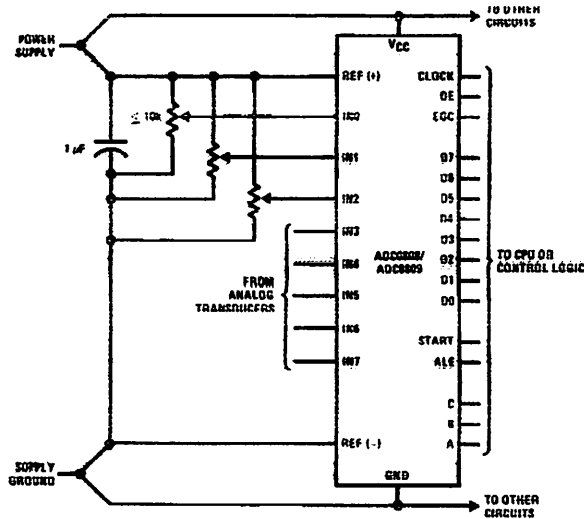 TO OTHER
CIRCUITS
POWER
SUPPLY
VCC
REF (+)
CLOCK
OE
10k
IN0
EOC
1 µF
IN1
D7
D6
IN2
D5
D4
IN3
D3
ADC0808/
ADC0809
IN4
D2
TO CPU OR
CONTROL LOGIC
FROM
ANALOG
TRANSDUCERS
IN5
D1
D0
IN6
START
IN7
ALE
C
B
REF (−)
A
SUPPLY
GROUND
GND
TO OTHER
CIRCUITS